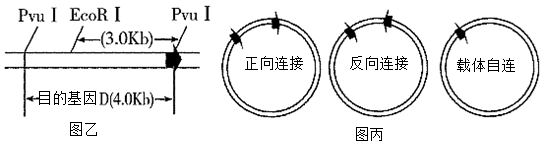 Pvu I EcoR I Pvu I
(3.0Kb)
目的基因D(4.0Kb)
图乙
正向连接 反向连接 载体自连
图丙